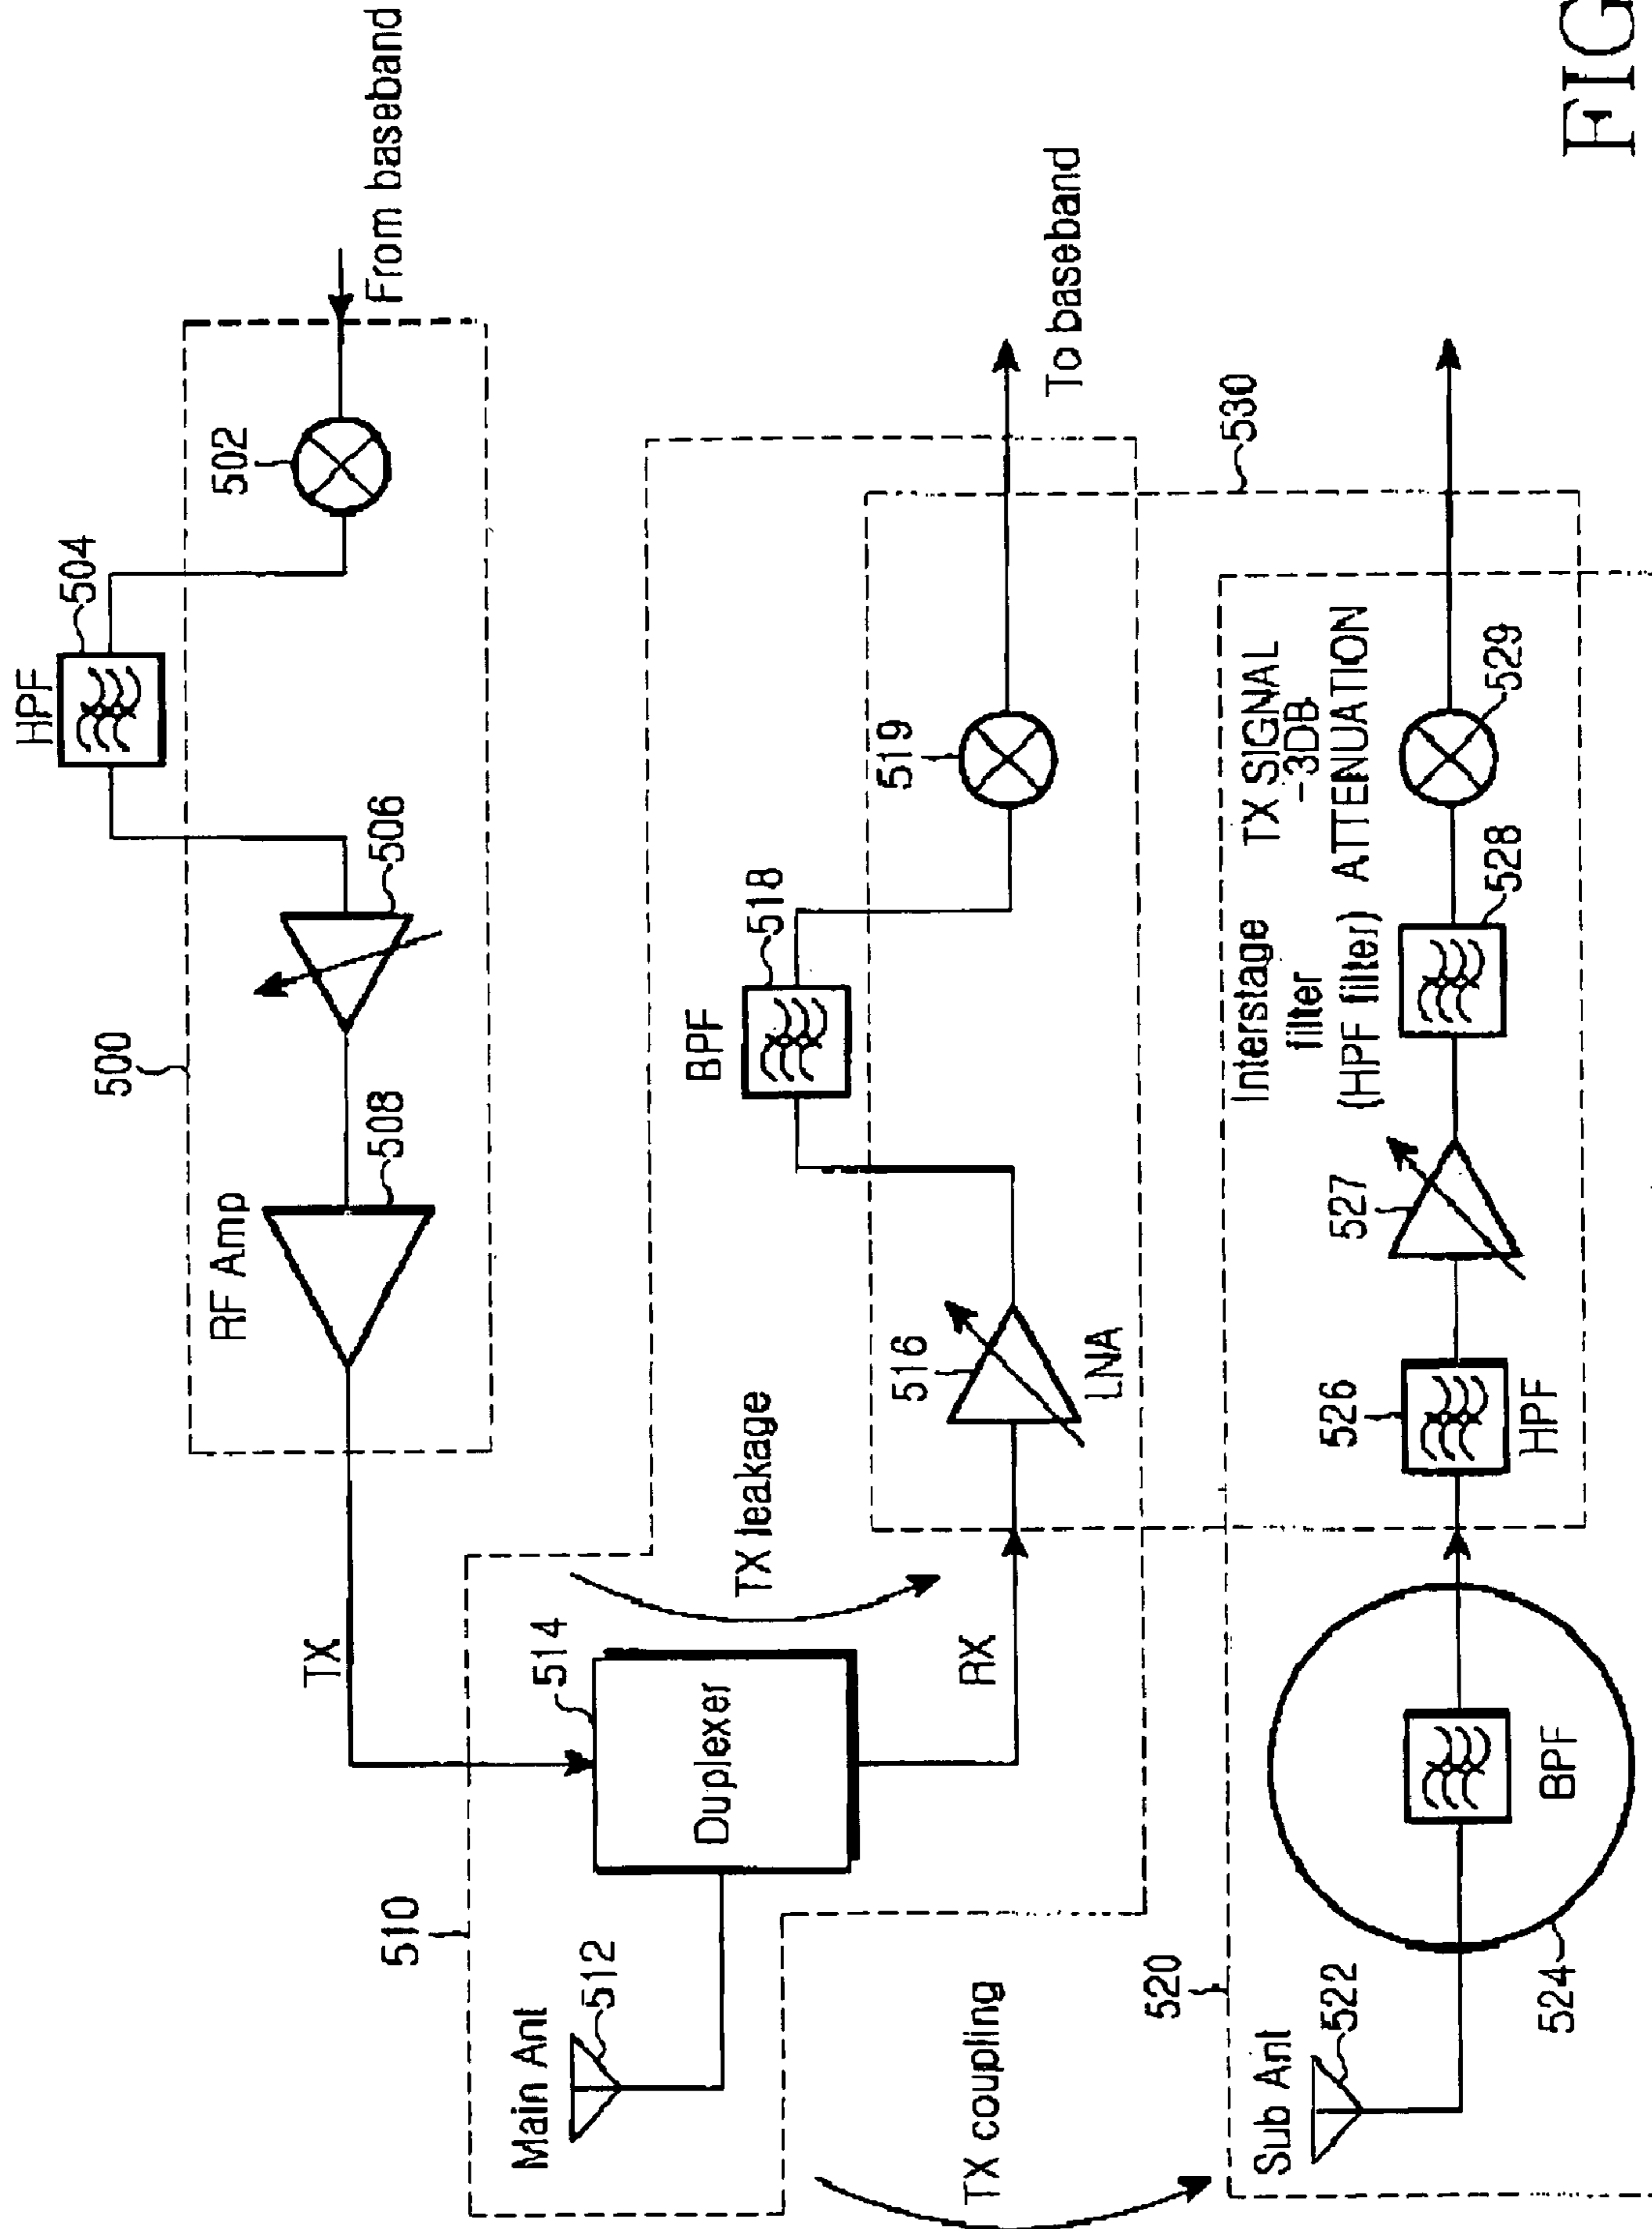 HPF
504
502
From baseband
500
506
RF Amp
508
TX
510
Main Ant
512
514
Duplexer
TX leakage
BPF
518
519
To baseband
516
LNA
RX
530
TX coupling
520
Sub Ant
522
524
BPF
526
HPF
527
Interstage
fillter
(HPF filter)
528
TX SIGNAL
-3DB
ATTENUATION
529
FIG